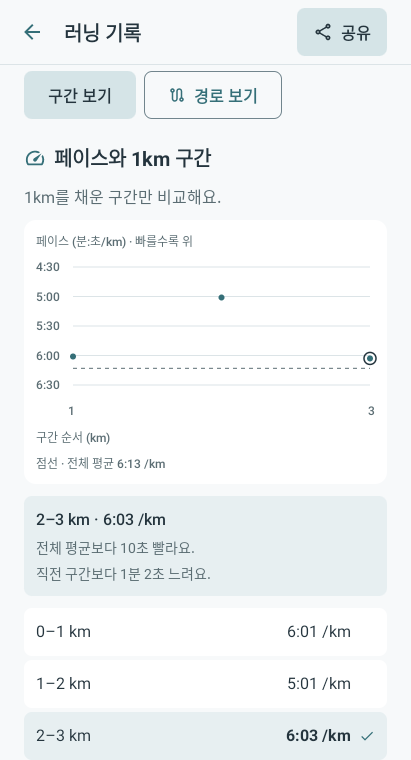 러닝 기록
공유
구간 보기
경로 보기
페이스와 1km 구간
1km를 채운 구간만 비교해요.
페이스 (분:초/km) · 빠를수록 위
4:30
5:00
5:30
6:00
6:30
1
3
구간 순서 (km)
점선 · 전체 평균 6:13 /km
2–3 km · 6:03 /km
전체 평균보다 10초 빨라요.
직전 구간보다 1분 2초 느려요.
0–1 km 6:01 /km
1–2 km 5:01 /km
2–3 km 6:03 /km